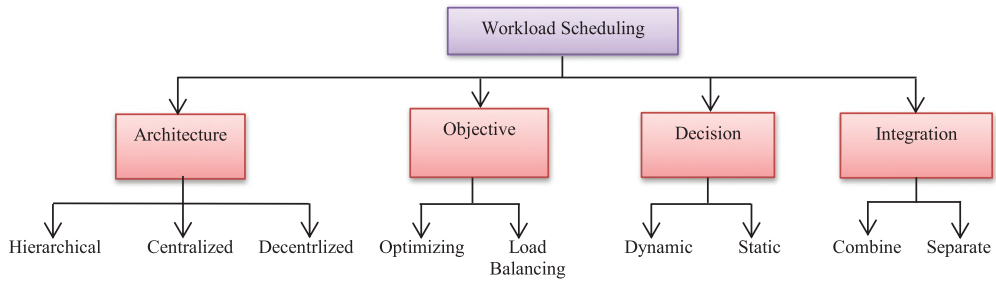 Workload Scheduling
Architecture
Objective
Decision
Integration
Hierarchical
Centralized
Decentrlized
Optimizing
Load
Balancing
Dynamic
Static
Combine
Separate